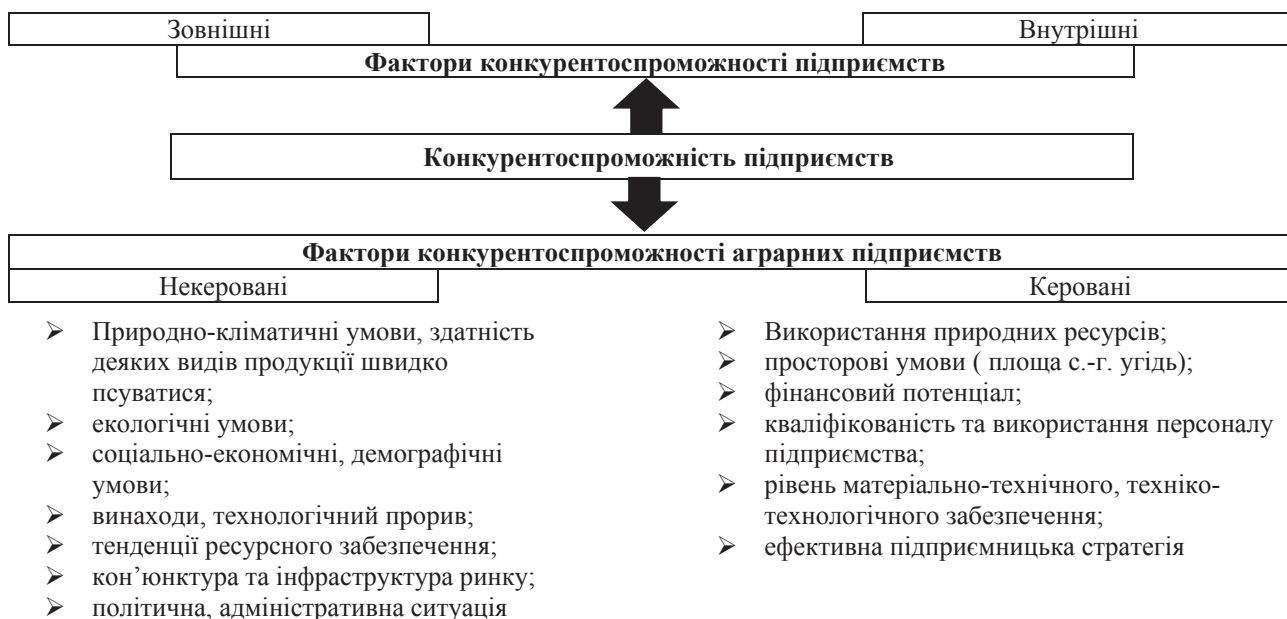 Зовнішні
Внутрішні
Фактори конкурентоспроможності підприємств
Конкурентоспроможність підприємств
Фактори конкурентоспроможності аграрних підприємств
Некеровані
Керовані
➢ Природно-кліматичні умови, здатність
деяких видів продукції швидко
псуватися;
➢ екологічні умови;
➢ соціально-економічні, демографічні
умови;
➢ винаходи, технологічний прорив;
➢ тенденції ресурсного забезпечення;
➢ кон’юнктура та інфраструктура ринку;
➢ політична, адміністративна ситуація
➢ Використання природних ресурсів;
➢ просторові умови ( площа с.-г. угідь);
➢ фінансовий потенціал;
➢ кваліфікованість та використання персоналу
підприємства;
➢ рівень матеріально-технічного, техніко-
технологічного забезпечення;
➢ ефективна підприємницька стратегія